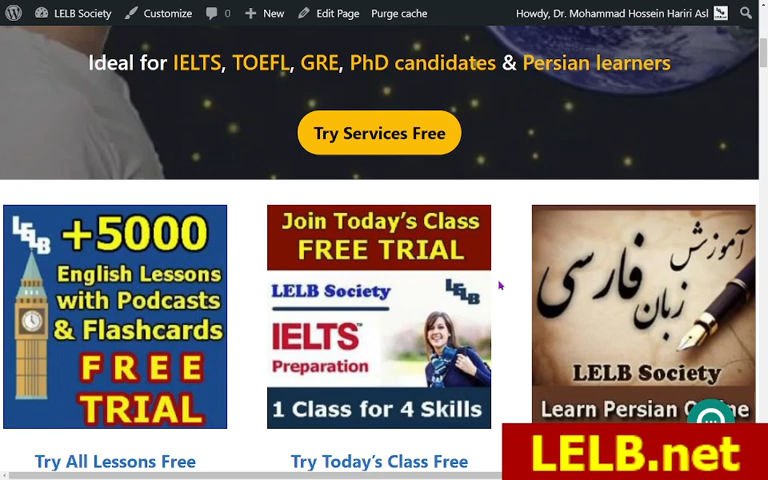 LELB Society Customize 0 New Edit Page Purge cache Howdy, Dr. Mohammad Hossein Hariri Asl
Ideal for IELTS, TOEFL, GRE, PhD candidates & Persian learners
Try Services Free
LELB
+5000
English Lessons
with Podcasts
& Flashcards
FREE
TRIAL
Try All Lessons Free
Join Today's Class
FREE TRIAL
LELB Society
LELB
IELTS™
Preparation
1 Class for 4 Skills
Try Today's Class Free
آموزش
زبان
فارسی
LELB Society
Learn Persian
LELB.net